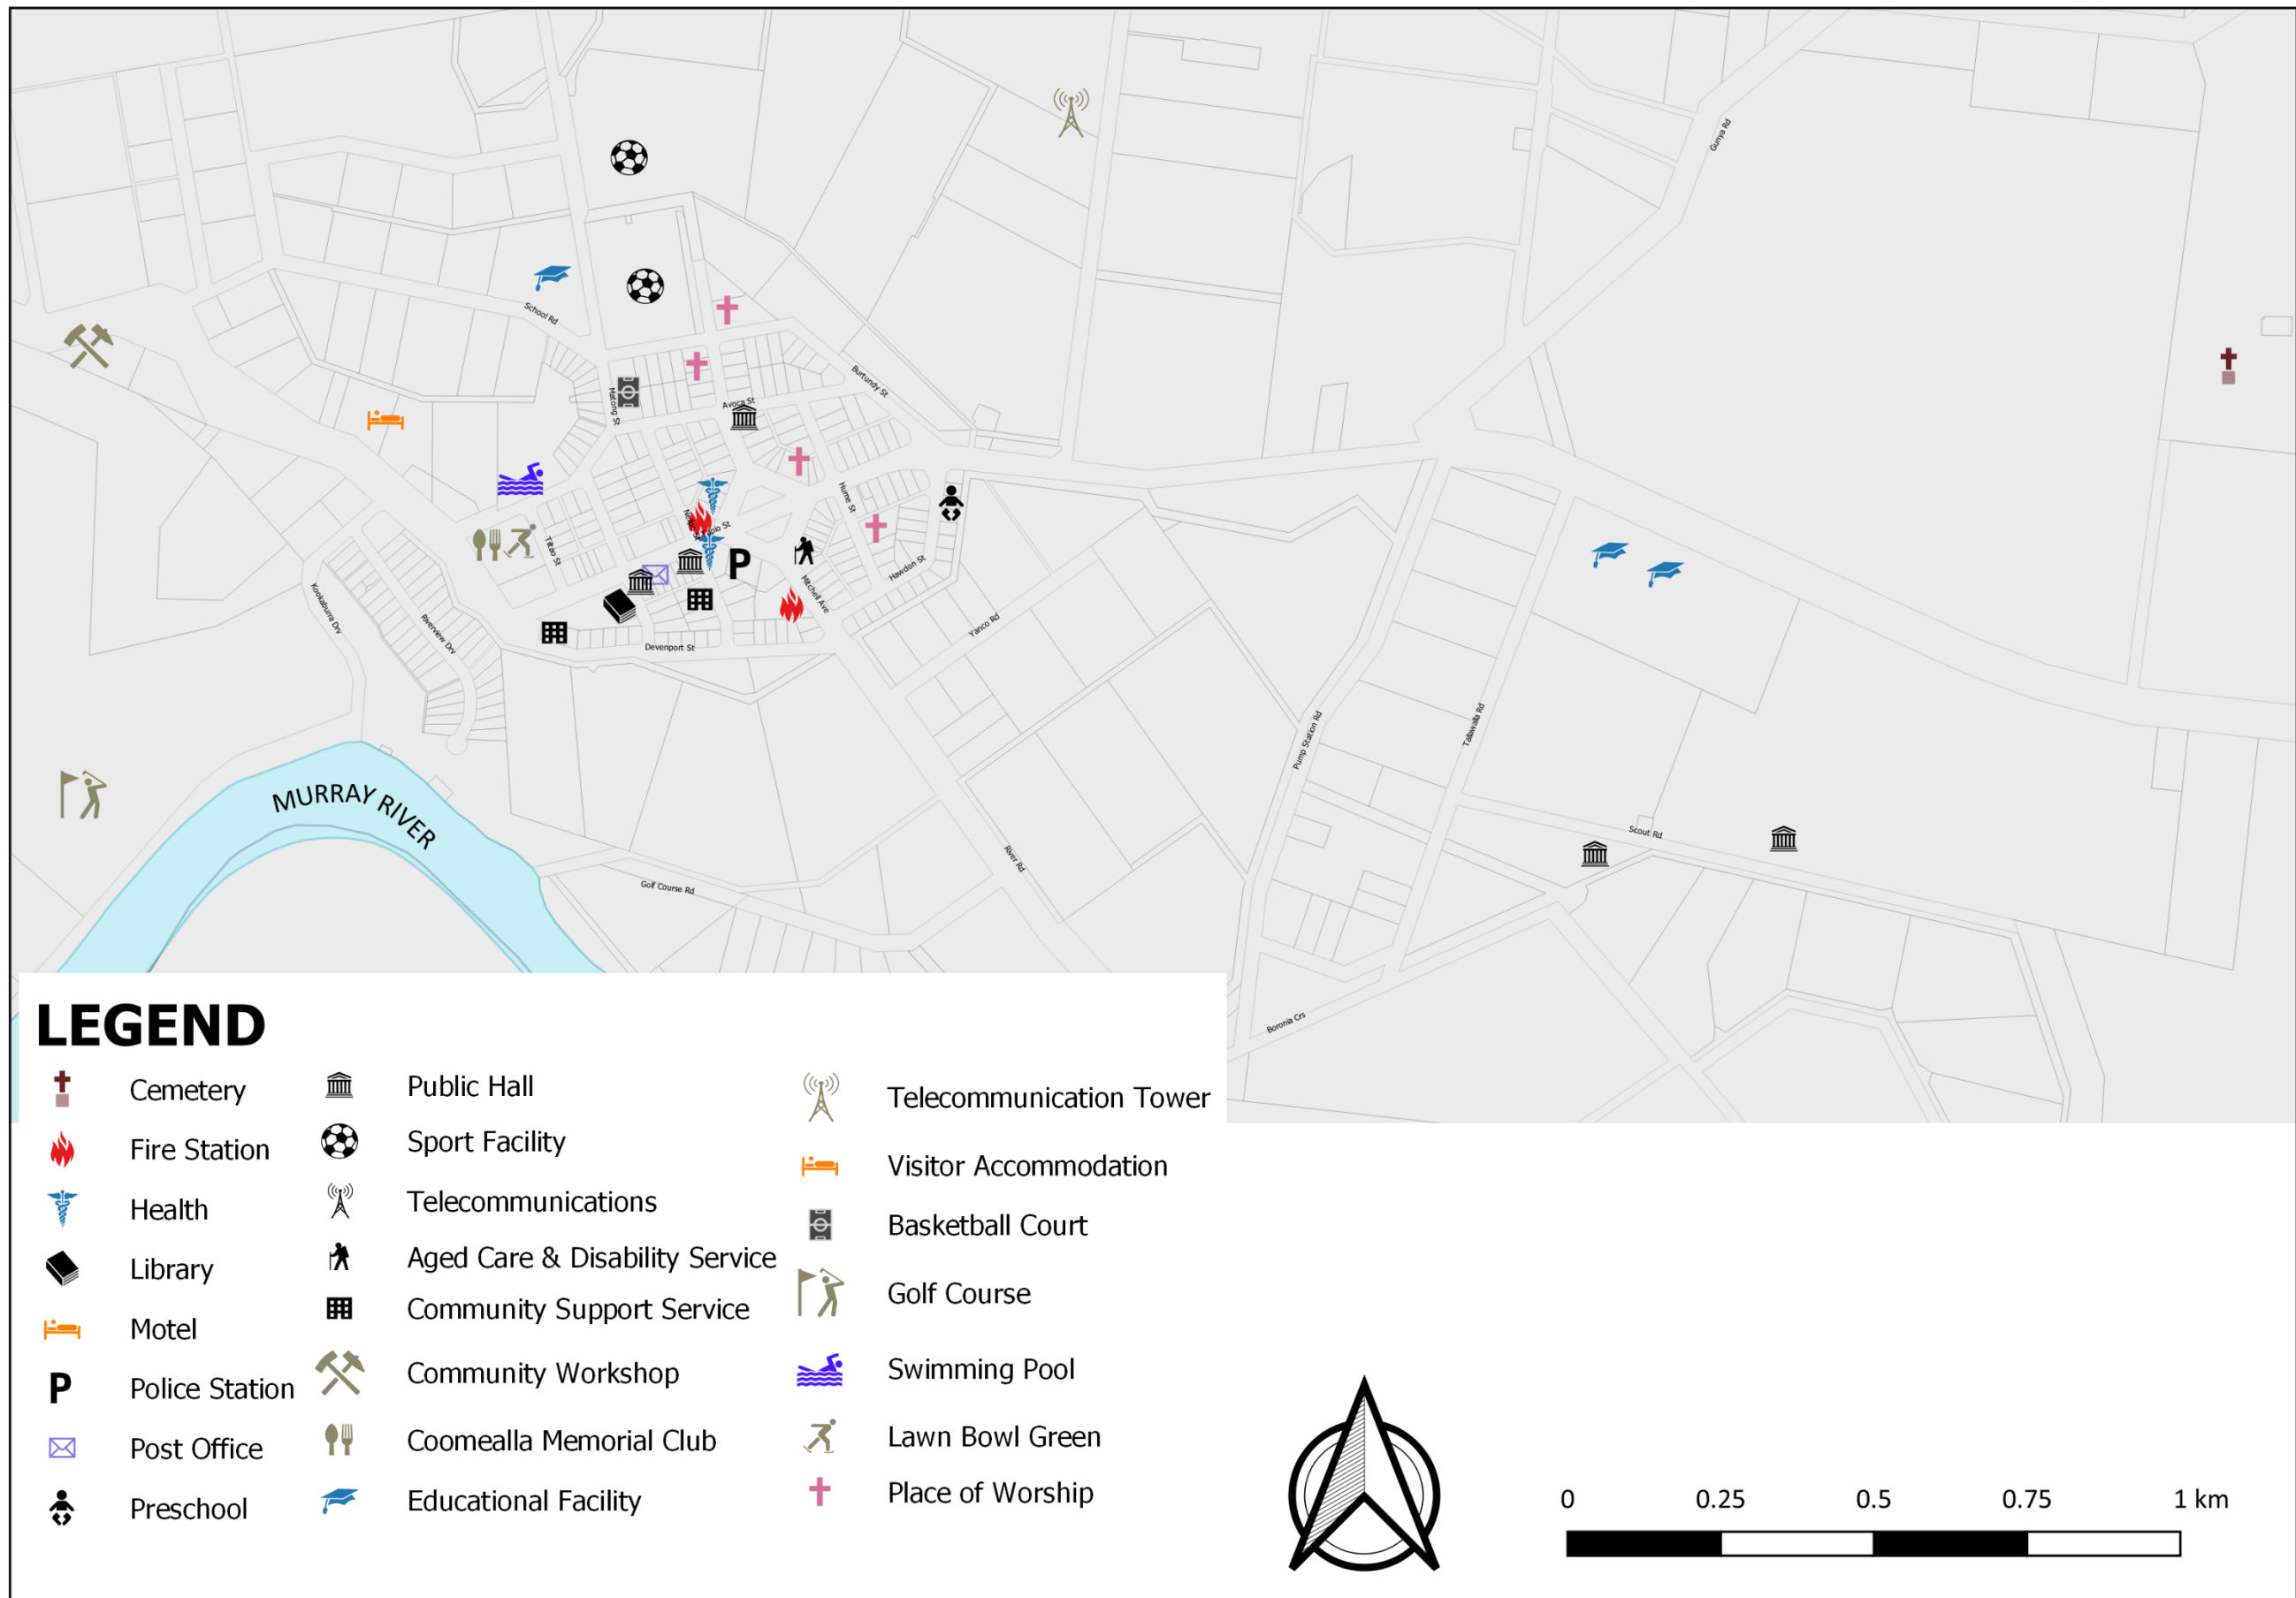 Gunya Rd
School Rd
Burtundy St
Matong St
Avoca St
Hume St
Titao St
Hawdon St
Mitchell Ave
Kookaburra Drv
Riverview Drv
Yanco Rd
Devenport St
Pump Station Rd
Tallawalla Rd
MURRAY RIVER
Scout Rd
River Rd
Golf Course Rd
Boronia Crs
P
LEGEND
Cemetery
Fire Station
Health
Library
Motel
P Police Station
Post Office
Preschool
Public Hall
Sport Facility
Telecommunications
Aged Care & Disability Service
Community Support Service
Community Workshop
Coomealla Memorial Club
Educational Facility
Telecommunication Tower
Visitor Accommodation
Basketball Court
Golf Course
Swimming Pool
Lawn Bowl Green
Place of Worship
0 0.25 0.5 0.75 1 km